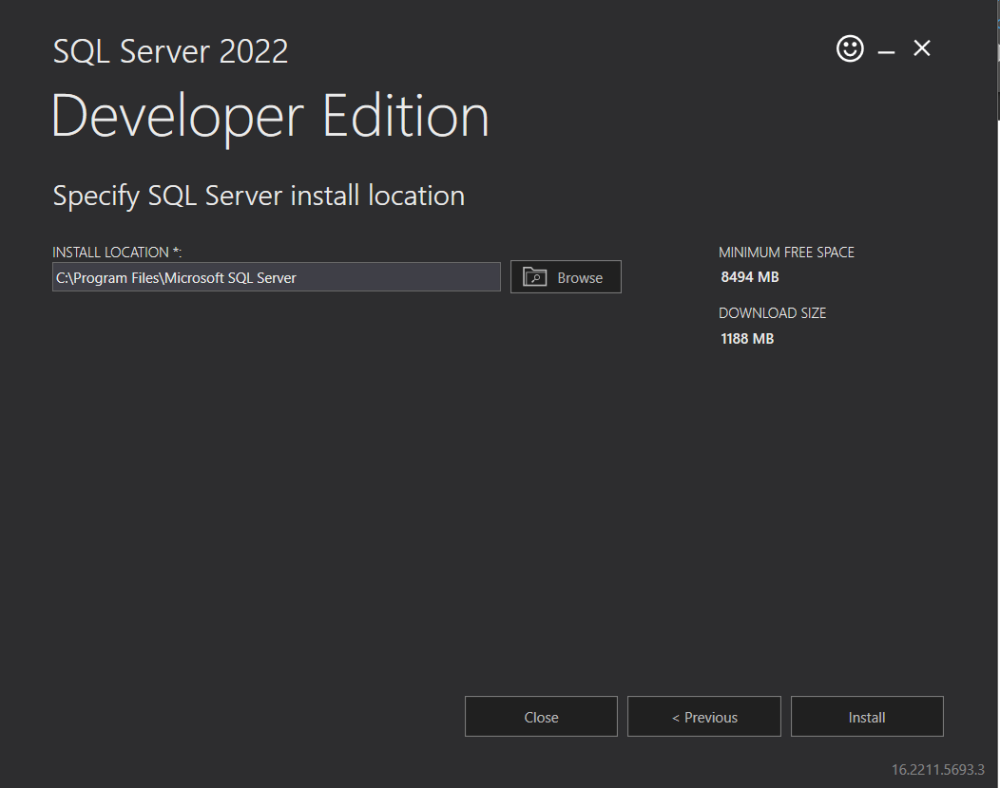 SQL Server 2022
Developer Edition
Specify SQL Server install location
INSTALL LOCATION *:
C:\Program Files\Microsoft SQL Server
Browse
MINIMUM FREE SPACE
8494 MB
DOWNLOAD SIZE
1188 MB
Close
< Previous
Install
16.2211.5693.3